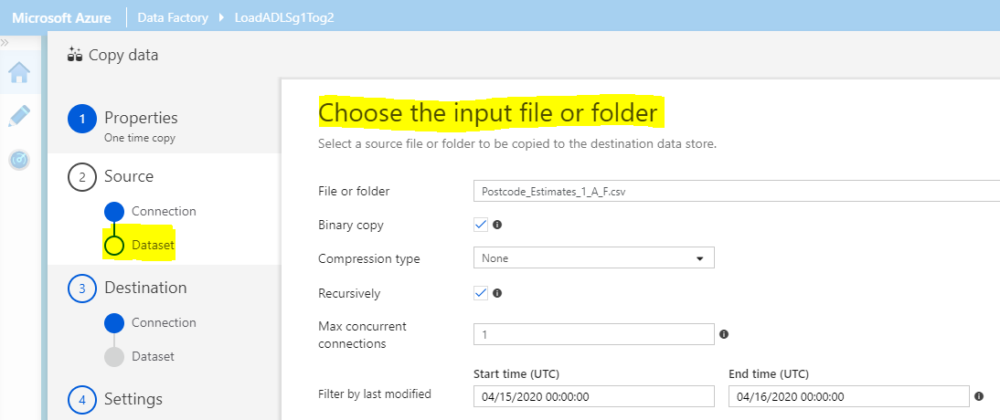 Microsoft Azure Data Factory LoadADLSg1Tog2
»
Copy data
1 Properties
One time copy
2 Source
Connection
Dataset
3 Destination
Connection
Dataset
4 Settings
Choose the input file or folder
Select a source file or folder to be copied to the destination data store.
File or folder Postcode_Estimates_1_A_F.csv
Binary copy
Compression type None
Recursively
Max concurrent
connections 1
Start time (UTC) End time (UTC)
Filter by last modified 04/15/2020 00:00:00 04/16/2020 00:00:00